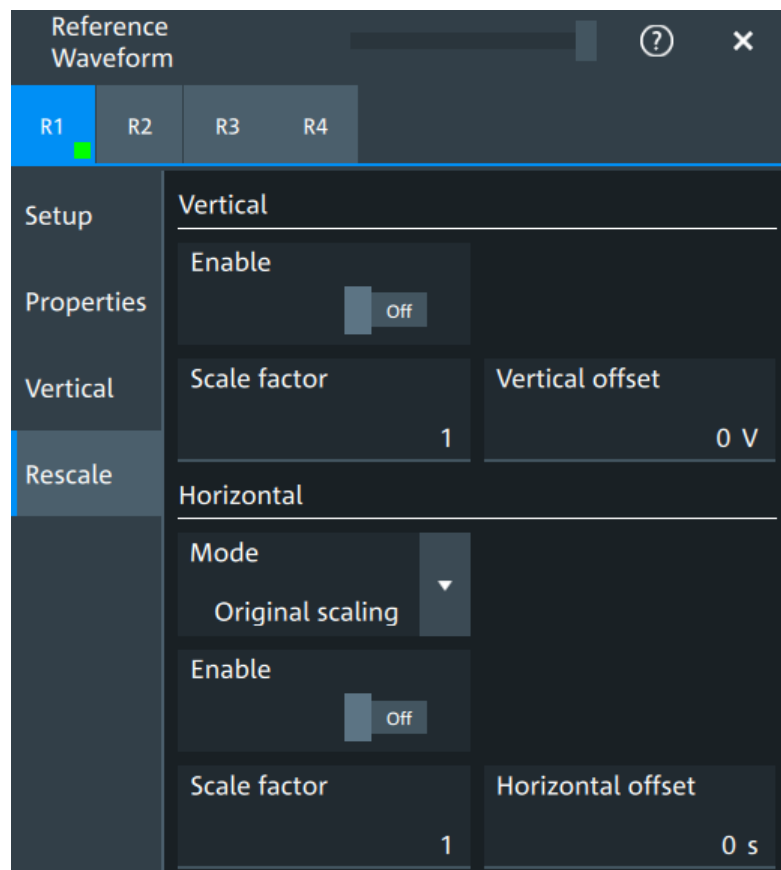 Reference
Waveform
?
R1 R2 R3 R4
Setup
Properties
Vertical
Rescale
Vertical
Enable
Off
Scale factor
1
Vertical offset
0 V
Horizontal
Mode
Original scaling
Enable
Off
Scale factor
1
Horizontal offset
0 s